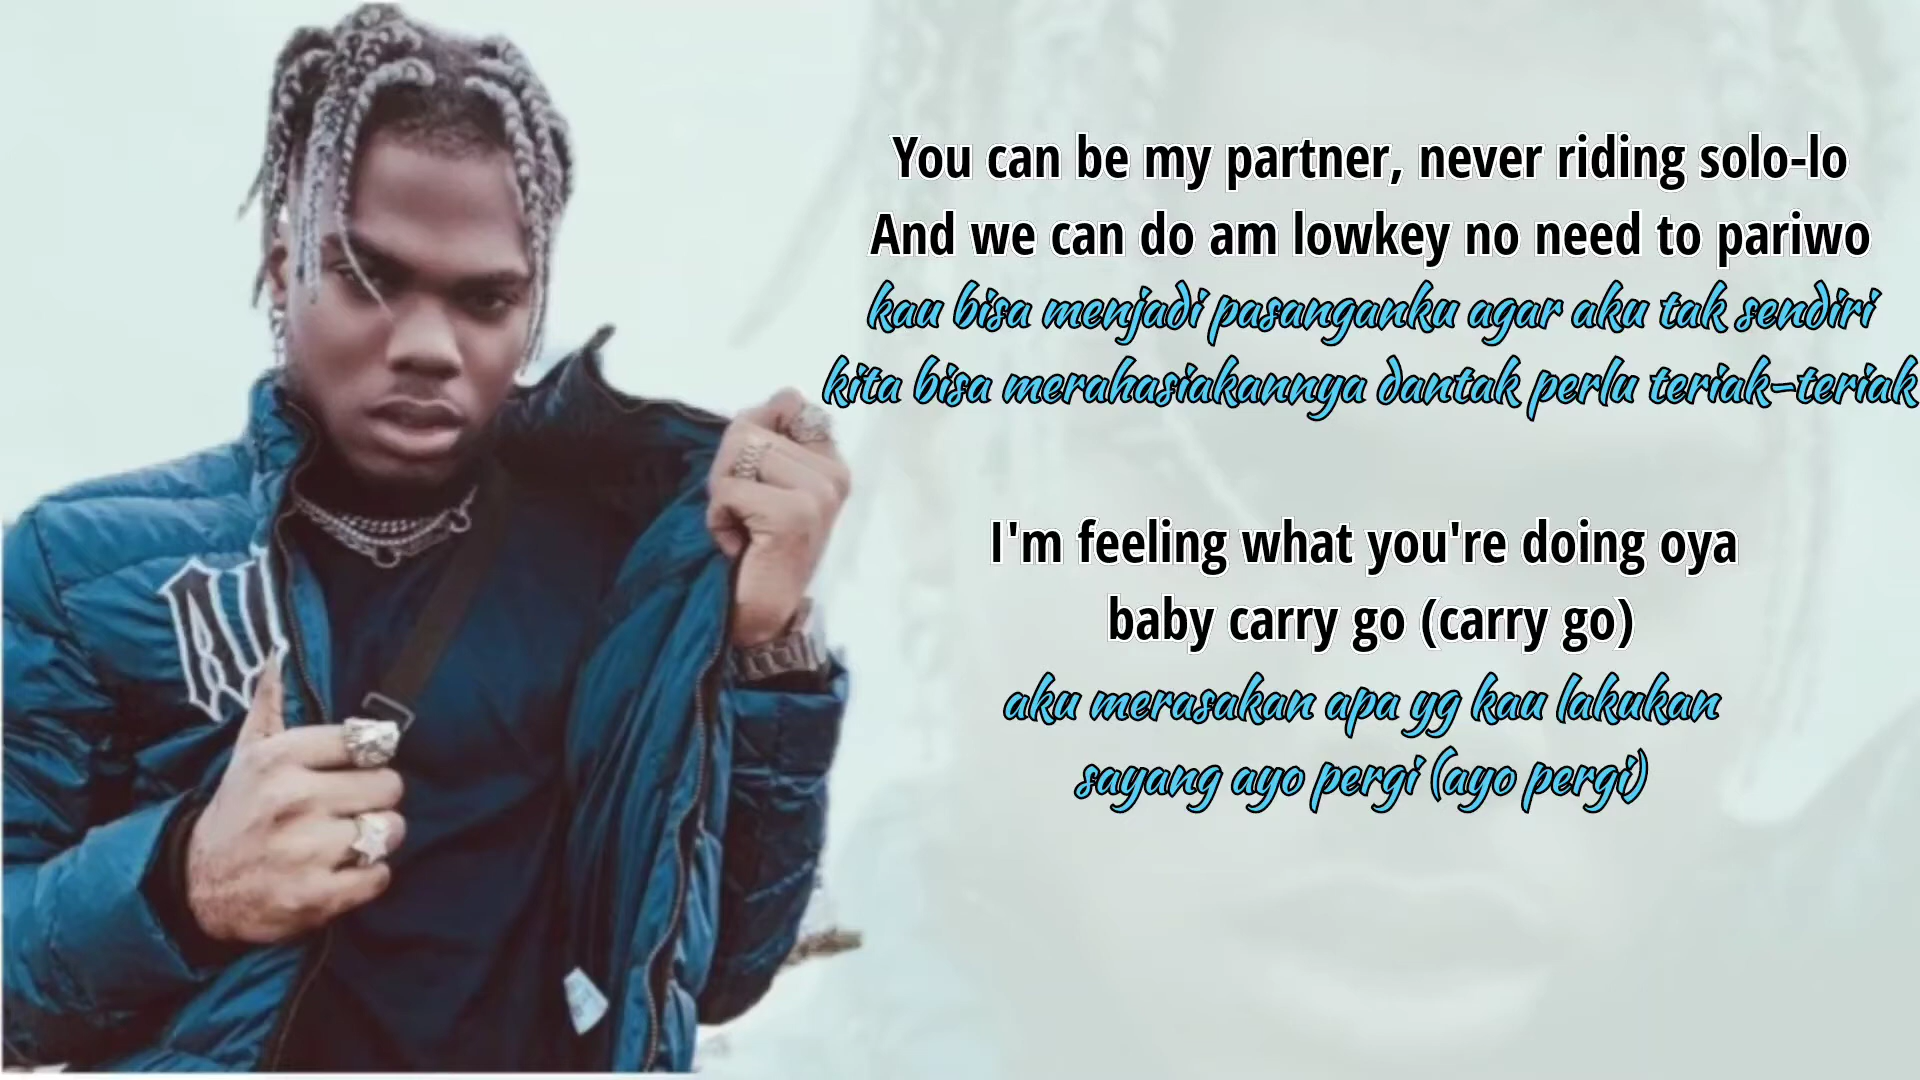 You can be my partner, never riding solo-lo
And we can do am lowkey no need to pariwo
kau bisa menjadi pasanganku agar aku tak sendiri
kita bisa merahasiakannya dantak perlu teriak-teriak
I'm feeling what you're doing oya
baby carry go (carry go)
aku merasakan apa yg kau lakukan
sayang ayo pergi (ayo pergi)